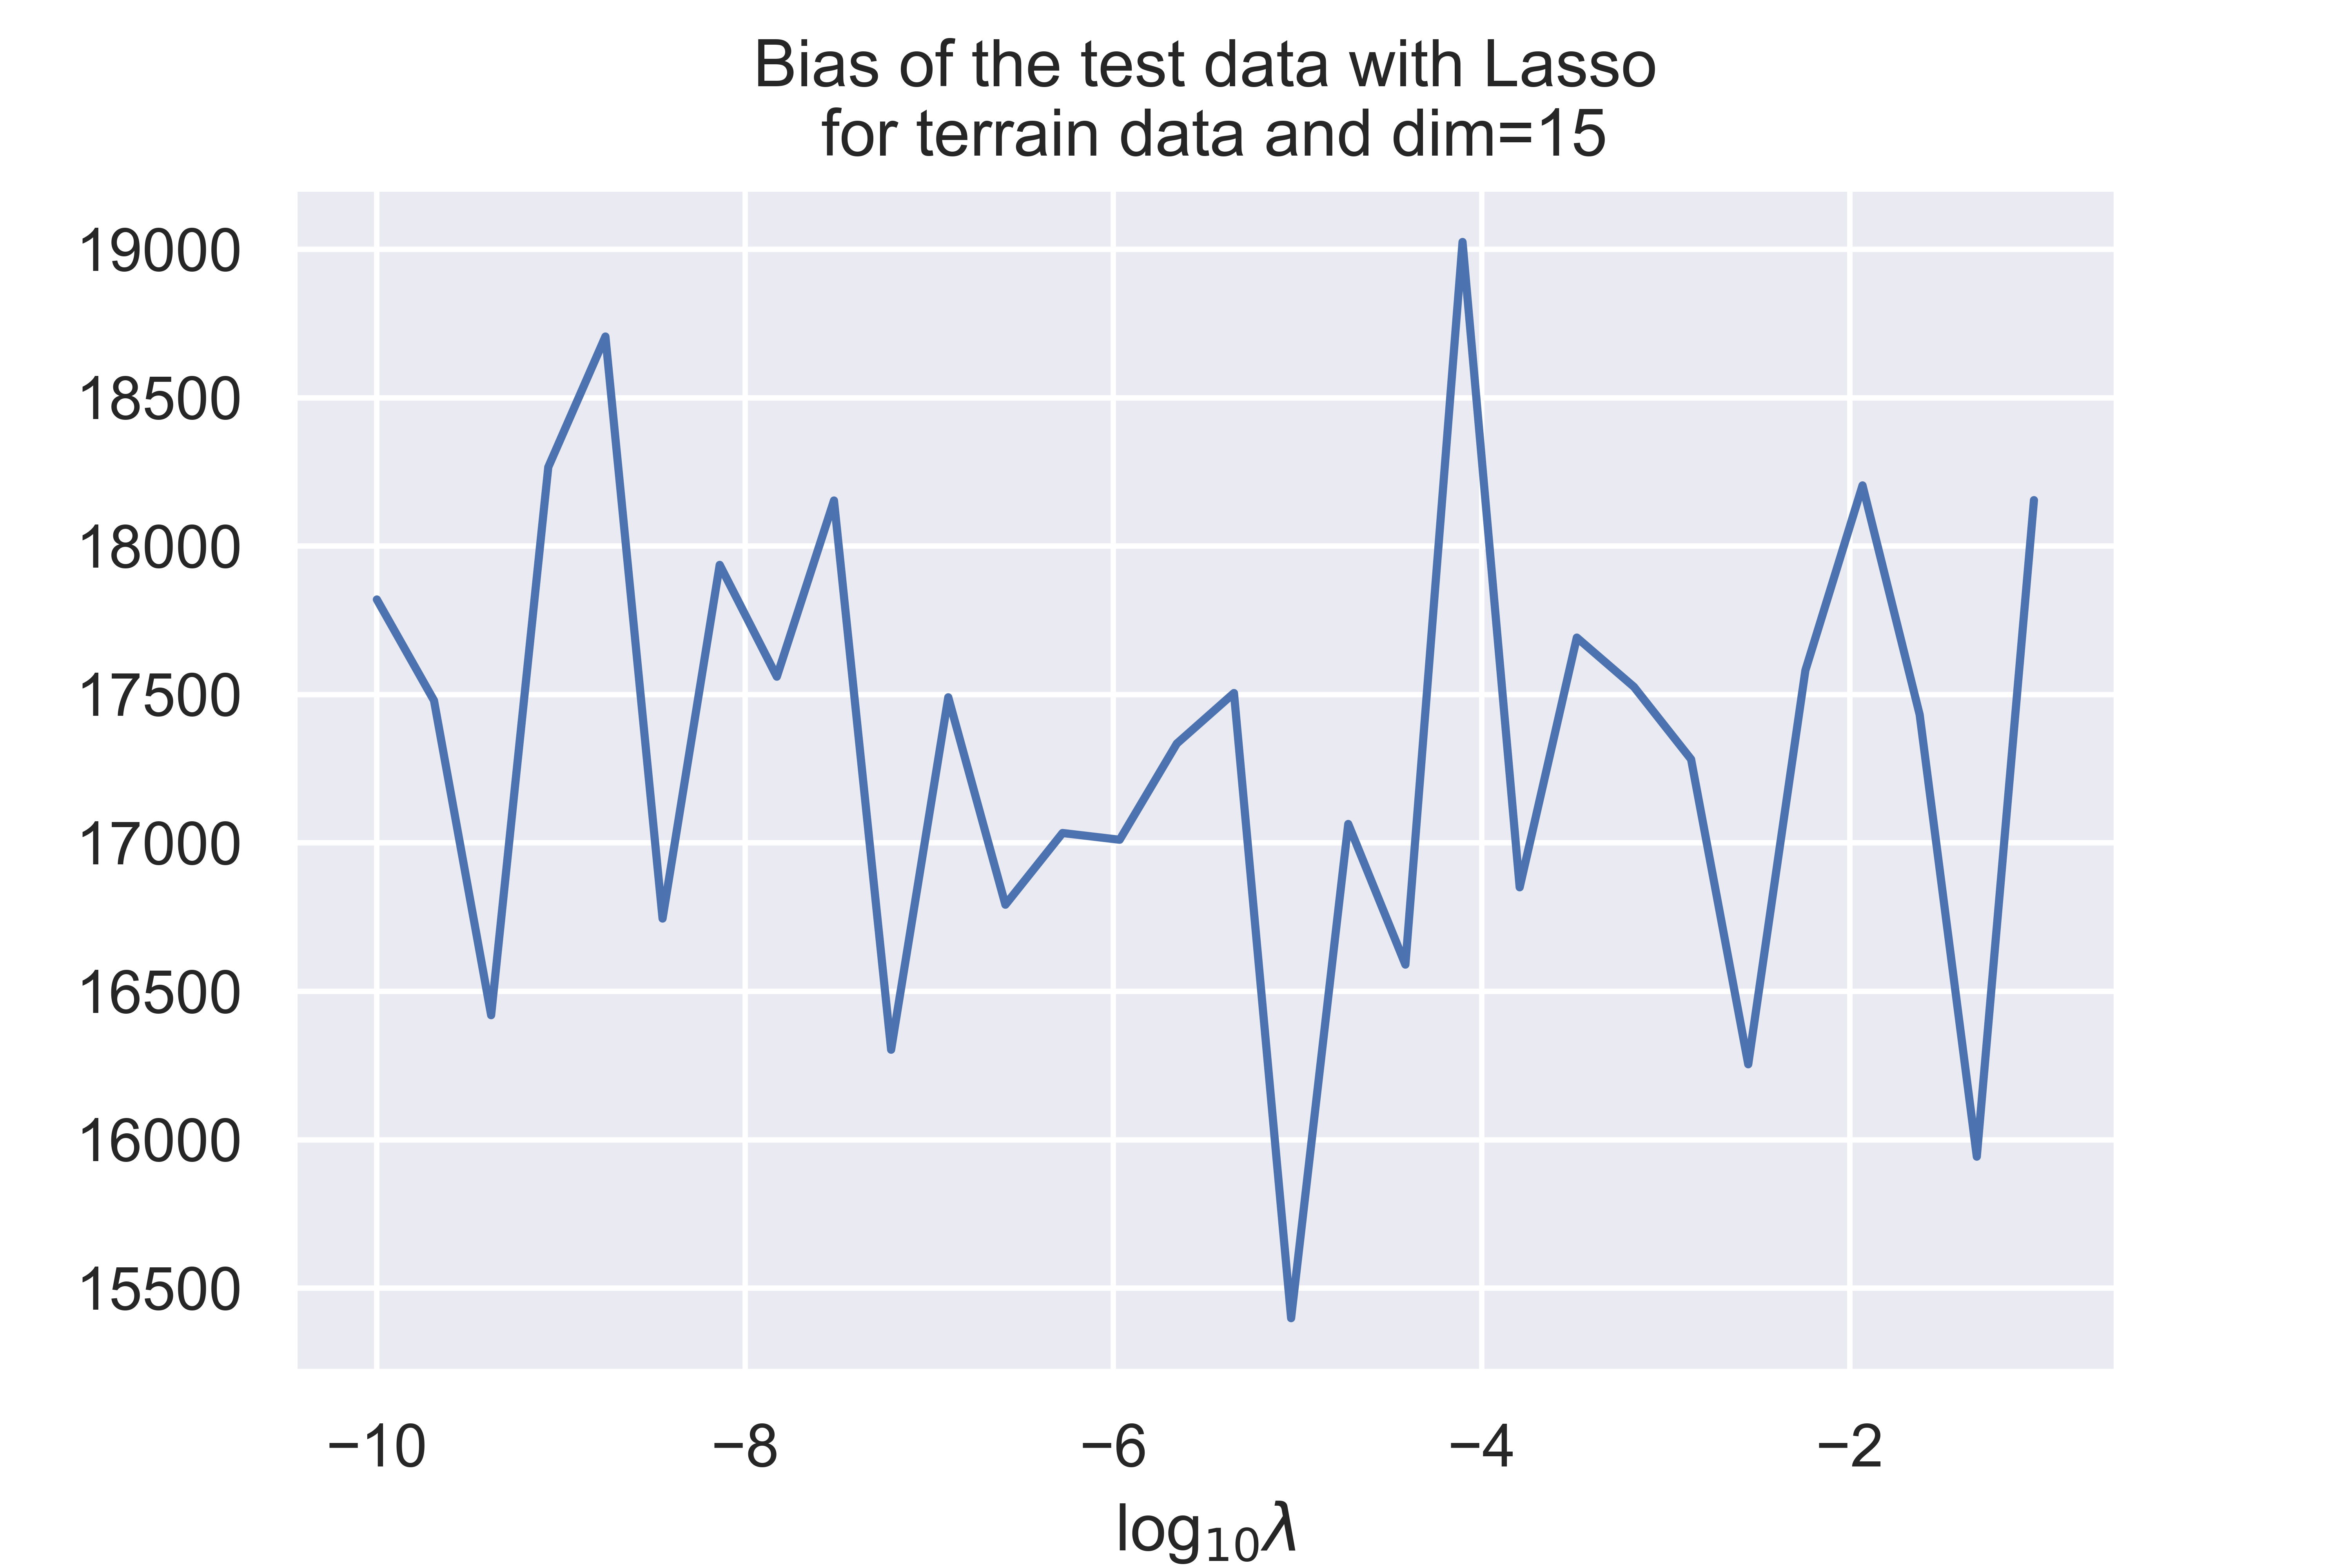 Bias of the test data with Lasso
for terrain data and dim=15
19000
18500
18000
17500
17000
16500
16000
15500
−10 −8 −6 −4 −2
log₁₀λ